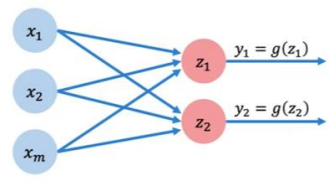 x₁
x₂
xₘ
z₁
z₂
y₁ = g(z₁)
y₂ = g(z₂)